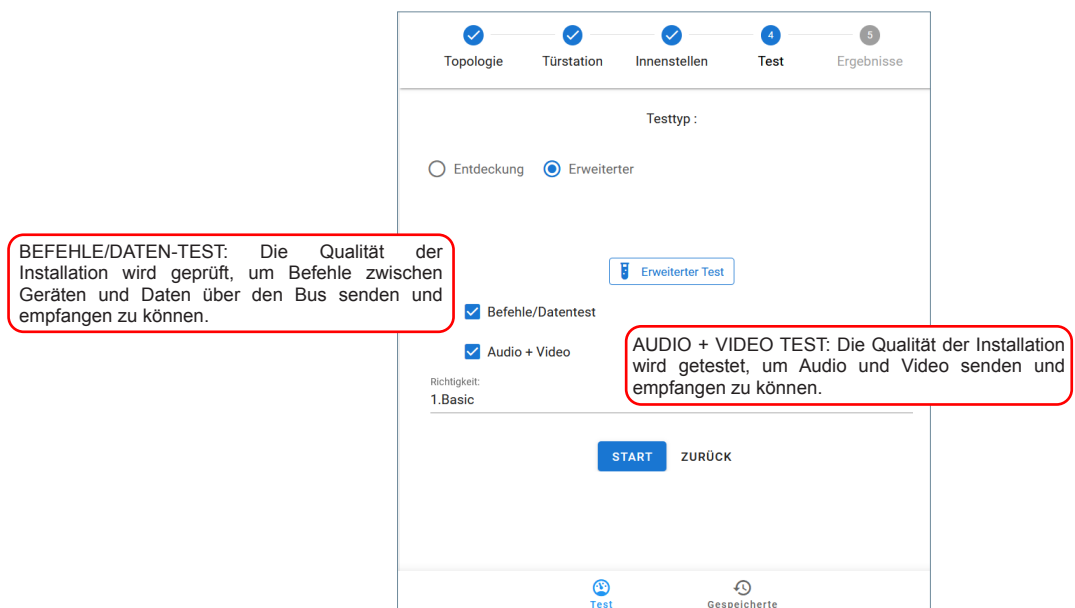 4
5
Topologie
Türstation
Innenstellen
Test
Ergebnisse
Testtyp :
Entdeckung
Erweiterter
BEFEHLE/DATEN-TEST: Die Qualität der
Installation wird geprüft, um Befehle zwischen
Geräten und Daten über den Bus senden und
empfangen zu können.
Erweiterter Test
Befehle/Datentest
Audio + Video
AUDIO + VIDEO TEST: Die Qualität der Installation
wird getestet, um Audio und Video senden und
empfangen zu können.
Richtigkeit:
1.Basic
START
ZURÜCK
Test
Gespeicherte